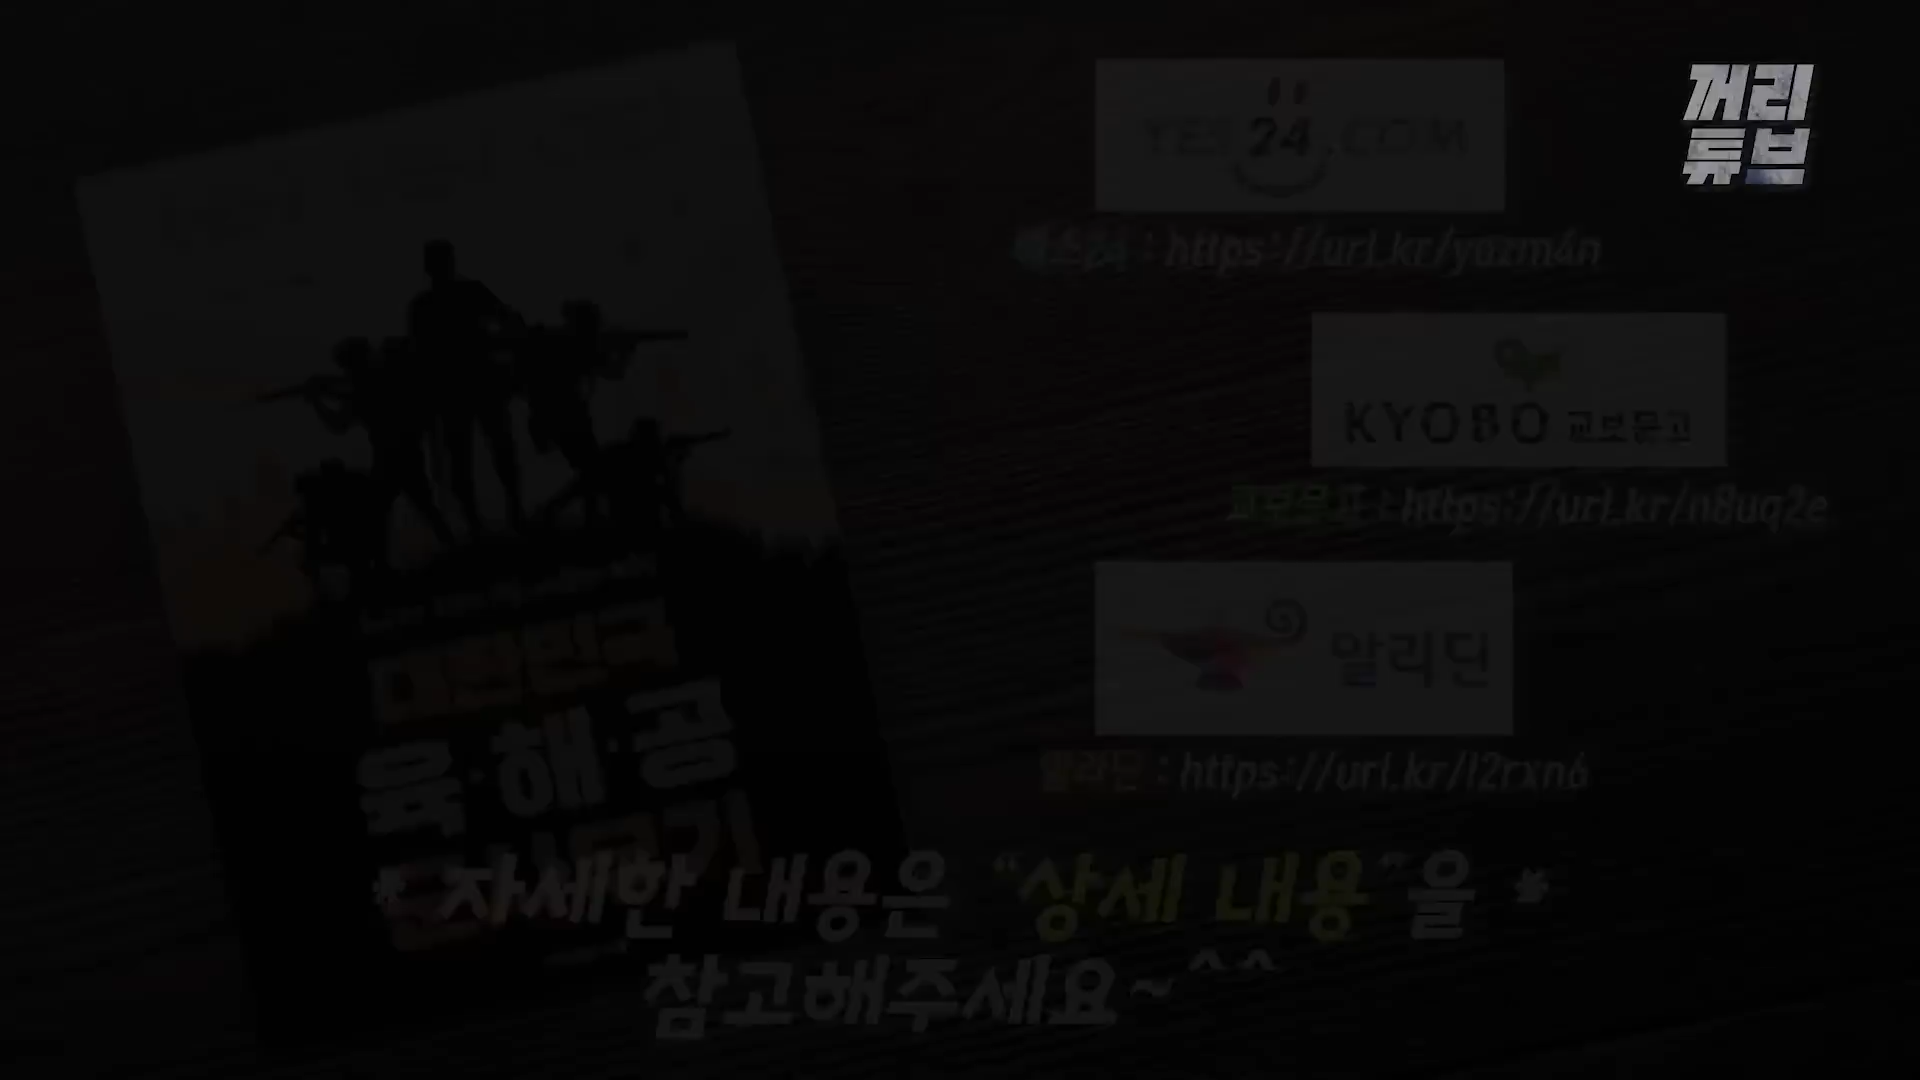 꺼리
튜브
YES24.COM
예스24 : https://url.kr/yazm4n
KYOBO 교보문고
교보문고 : https://url.kr/n8uq2e
알라딘
알라딘 : https://url.kr/l2rxn6
대한민국
육·해·공
* 자세한 내용은 “상세 내용”을 *
참고해주세요~^^